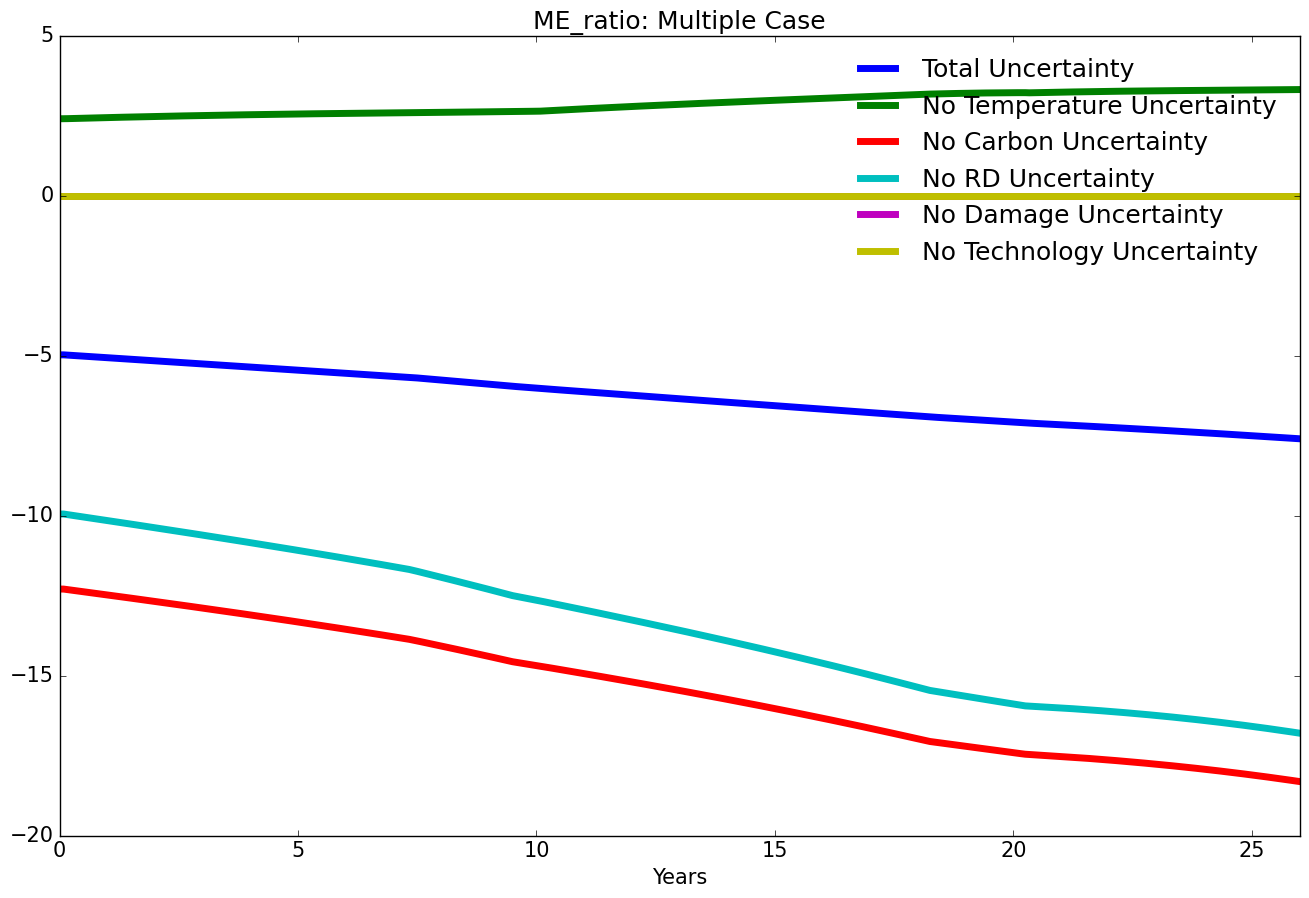 ME_ratio: Multiple Case
5
0
−5
−10
−15
−20
Total Uncertainty
No Temperature Uncertainty
No Carbon Uncertainty
No RD Uncertainty
No Damage Uncertainty
No Technology Uncertainty
0 5 10 15 20 25
Years